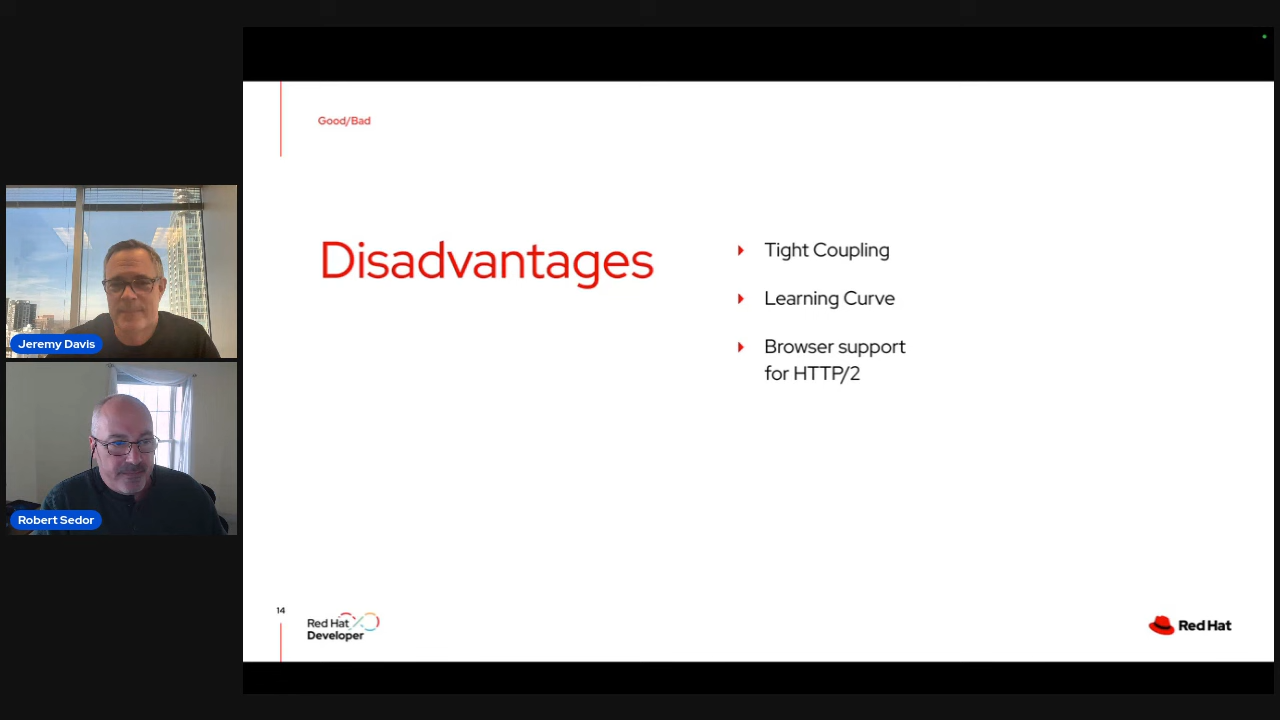 Good/Bad
Disadvantages
Tight Coupling
Learning Curve
Browser support
for HTTP/2
Jeremy Davis
Robert Sedor
14
Red Hat
Developer
Red Hat